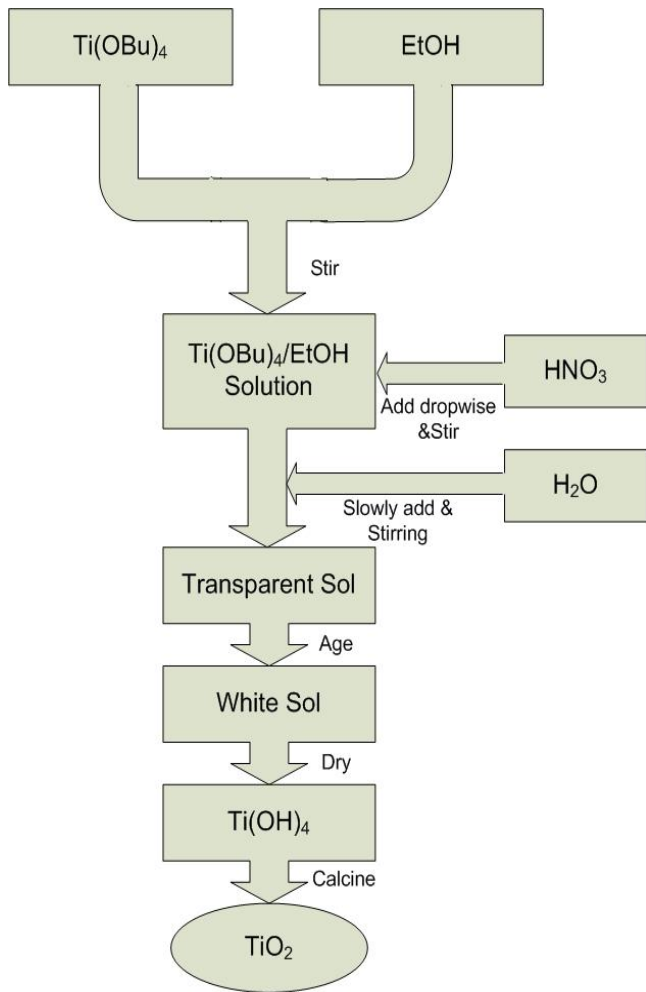 Ti(OBu)₄
EtOH
Stir
Ti(OBu)₄/EtOH
Solution
HNO₃
Add dropwise
&Stir
H₂O
Slowly add &
Stirring
Transparent Sol
Age
White Sol
Dry
Ti(OH)₄
Calcine
TiO₂